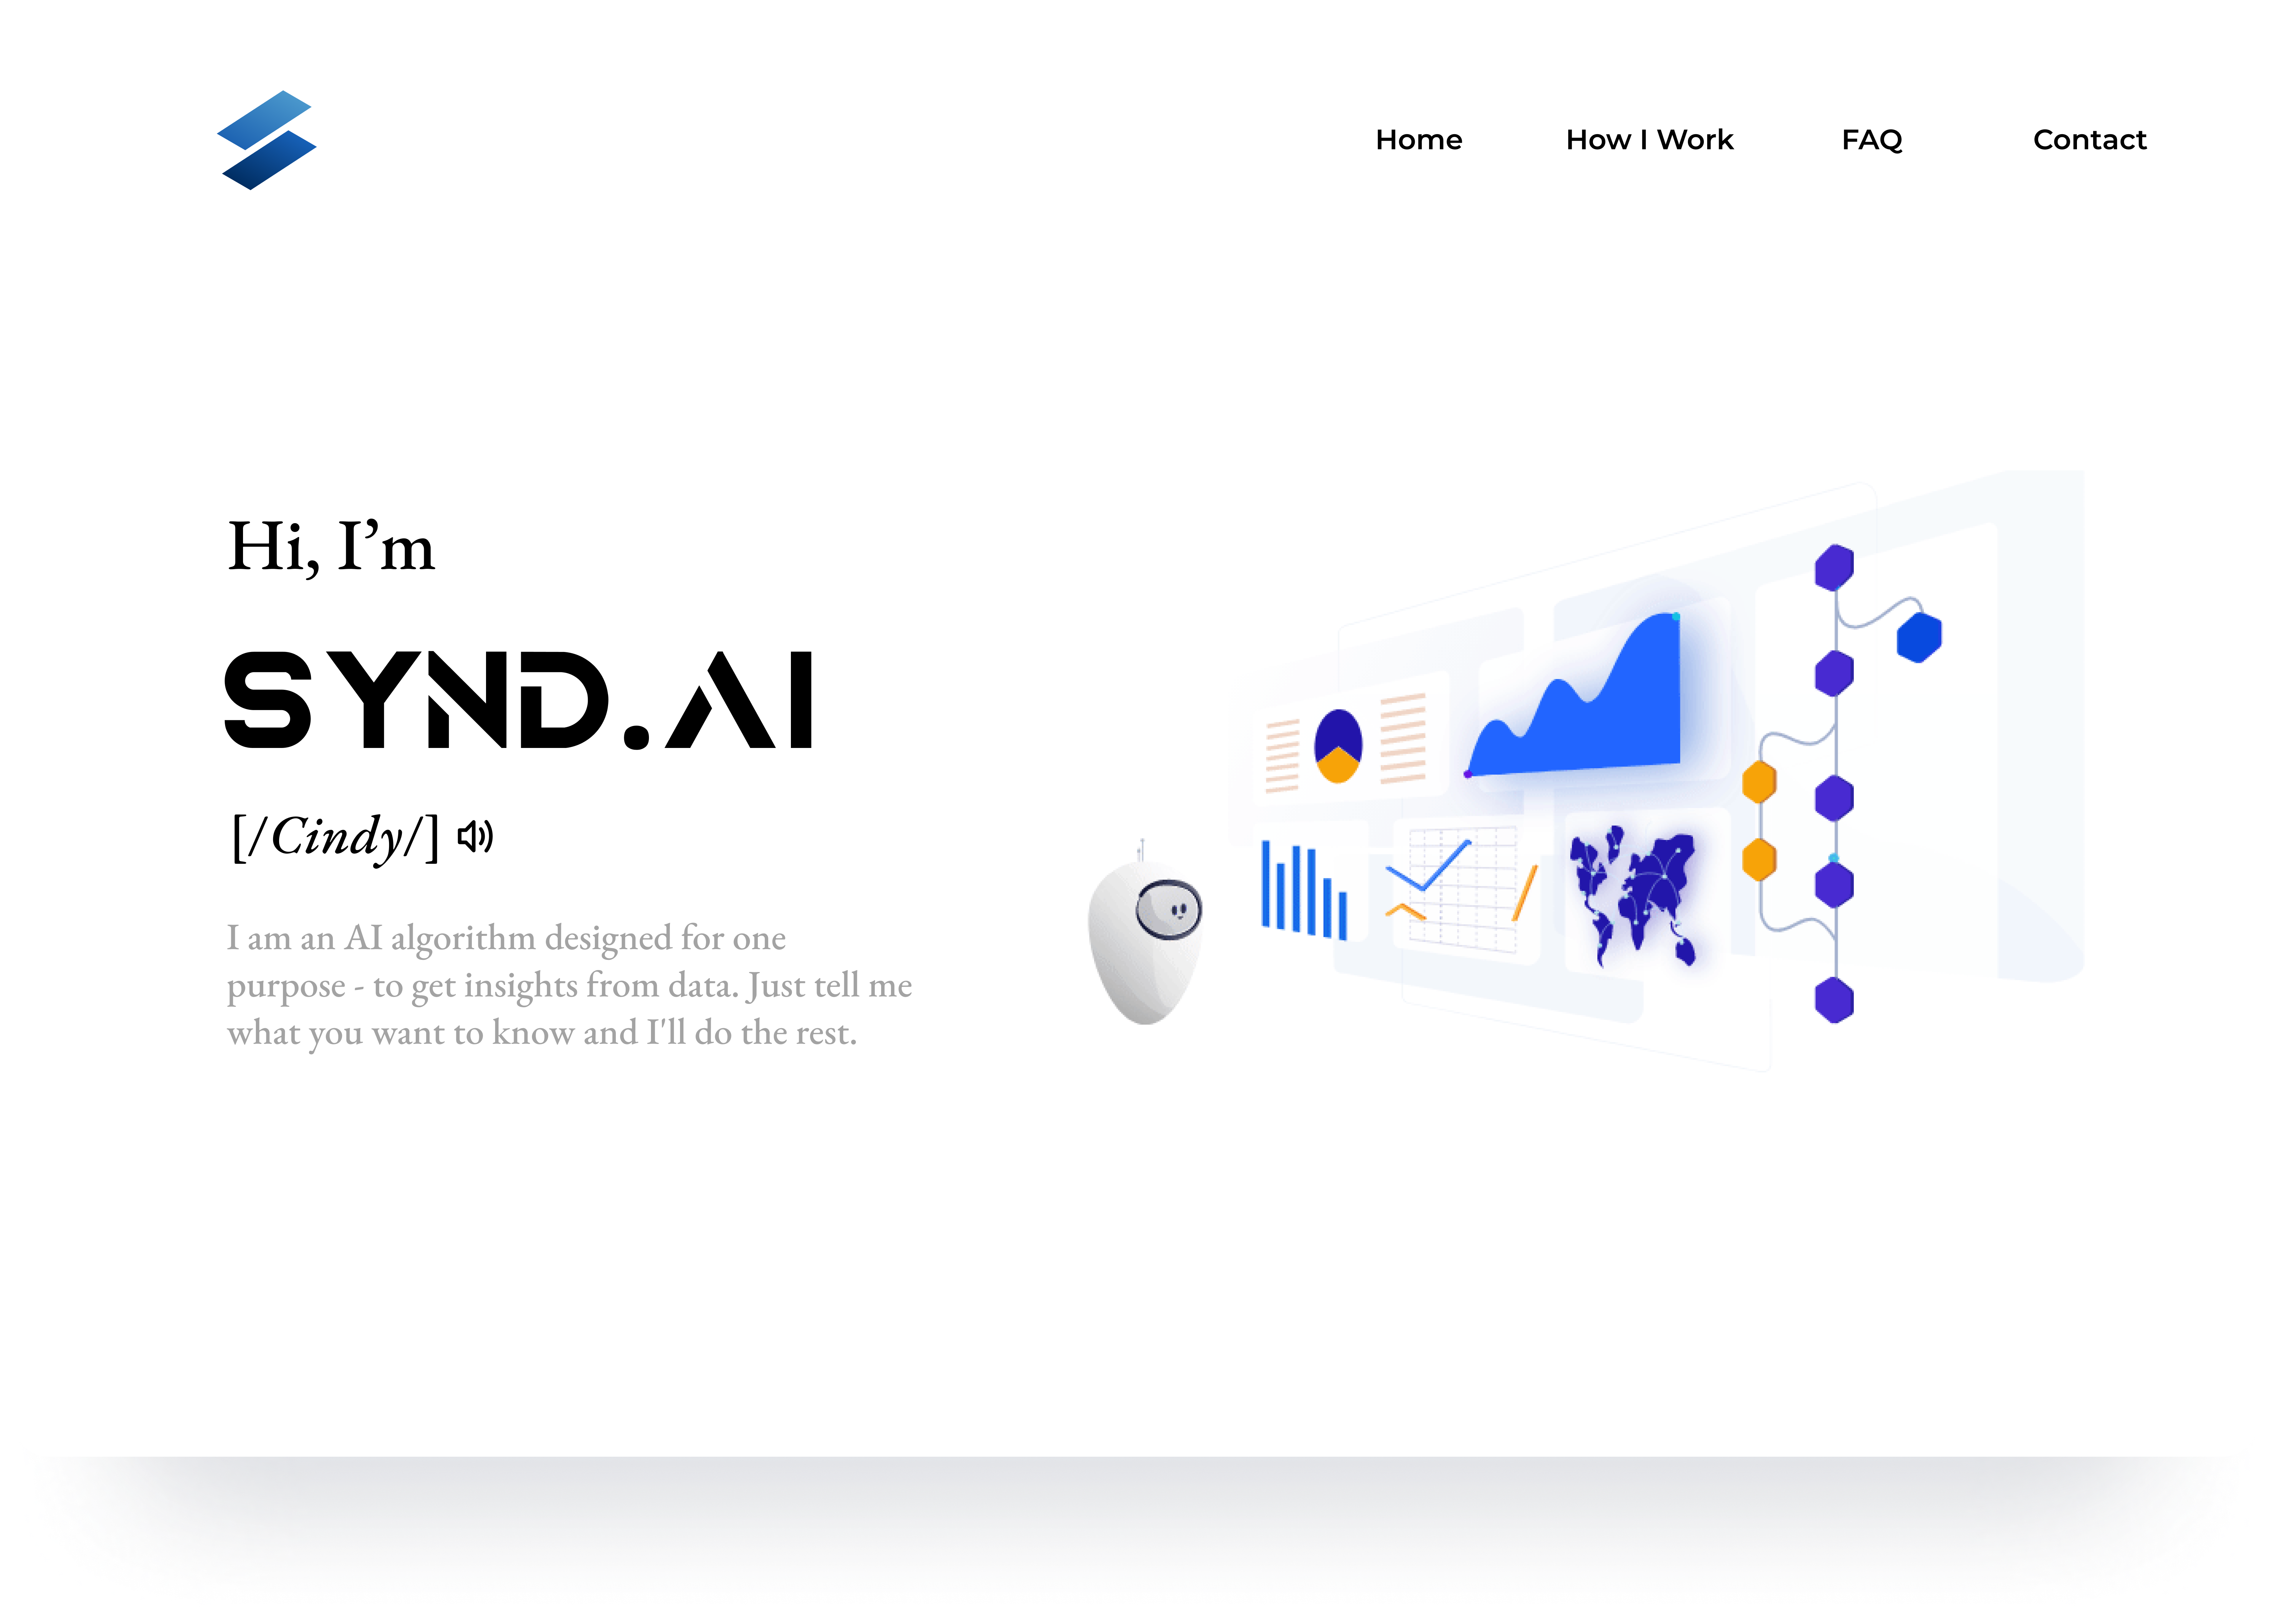 Home
How I Work
FAQ
Contact
Hi, I’m
SYND.AI
[/Cindy/]
I am an AI algorithm designed for one
purpose - to get insights from data. Just tell me
what you want to know and I'll do the rest.